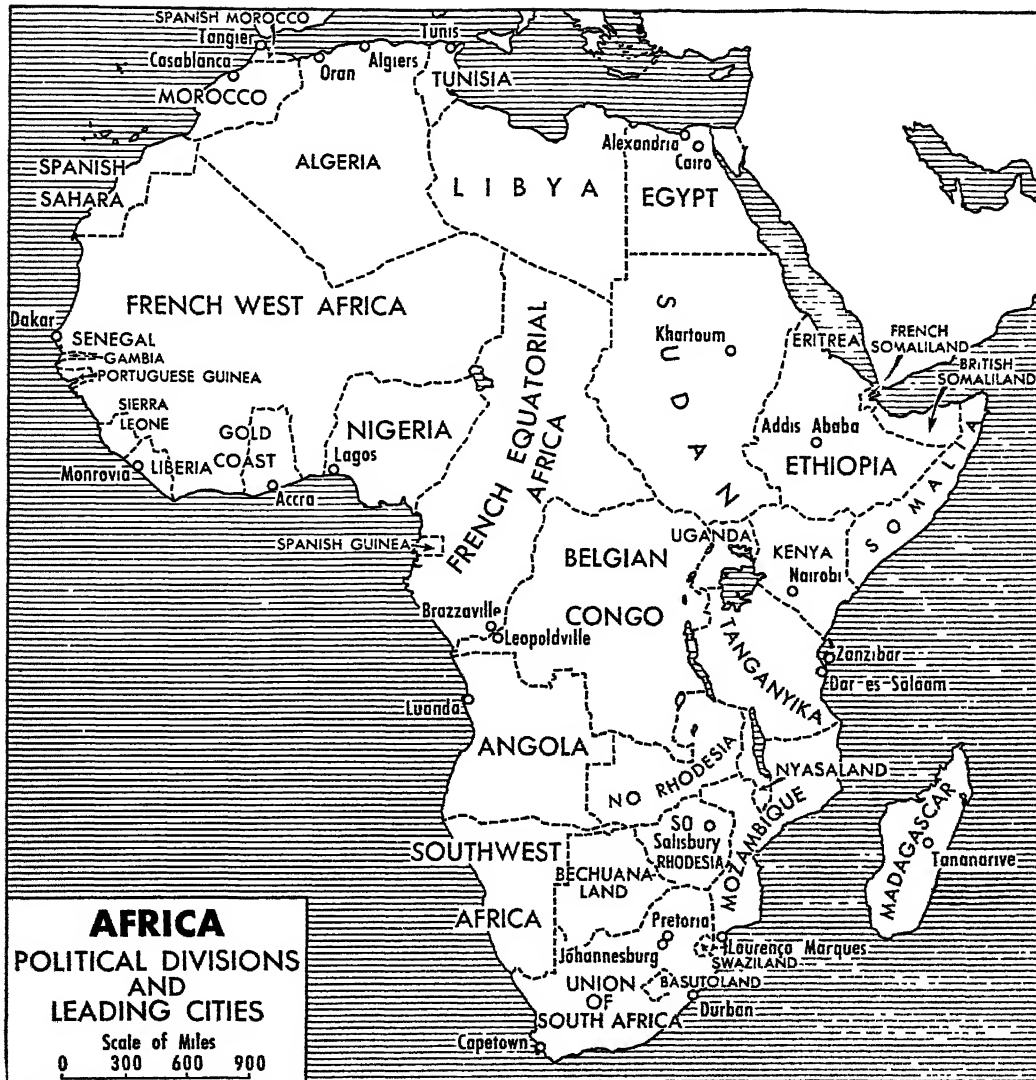 SPANISH MOROCCO
Tangier
Tunis
Casablanca
Oran
Algiers
TUNISIA
MOROCCO
Alexandria
Cairo
SPANISH
SAHARA
ALGERIA
LIBYA
EGYPT
FRENCH WEST AFRICA
Dakar
SENEGAL
GAMBIA
PORTUGUESE GUINEA
SIERRA
LEONE
GOLD
COAST
Monrovia
LIBERIA
Accra
Lagos
NIGERIA
FRENCH EQUATORIAL
AFRICA
SUDAN
Khartoum
ERITREA
FRENCH
SOMALILAND
BRITISH
SOMALILAND
Addis Ababa
ETHIOPIA
SOMALIA
SPANISH GUINEA
BELGIAN
CONGO
UGANDA
KENYA
Nairobi
Brazzaville
Leopoldville
TANGANYIKA
Zanzibar
Dar-es-Salaam
Luanda
ANGOLA
NO RHODESIA
NYASALAND
MOZAMBIQUE
SO
Salisbury
RHODESIA
MADAGASCAR
Tananarive
SOUTHWEST
AFRICA
BECHUANA-
LAND
Pretoria
Johannesburg
Lourenço Marques
SWAZILAND
BASUTOLAND
UNION
OF
SOUTH AFRICA
Durban
Capetown
AFRICA
POLITICAL DIVISIONS
AND
LEADING CITIES
Scale of Miles
0 300 600 900